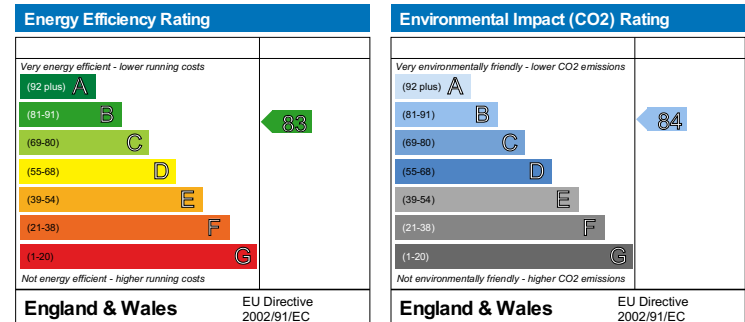 Energy Efficiency Rating
Very energy efficient - lower running costs
(92 plus) A
(81-91) B
83
(69-80) C
(55-68) D
(39-54) E
(21-38) F
(1-20) G
Not energy efficient - higher running costs
England & Wales
EU Directive
2002/91/EC
Environmental Impact (CO2) Rating
Very environmentally friendly - lower CO2 emissions
(92 plus) A
(81-91) B
84
(69-80) C
(55-68) D
(39-54) E
(21-38) F
(1-20) G
Not environmentally friendly - higher CO2 emissions
England & Wales
EU Directive
2002/91/EC